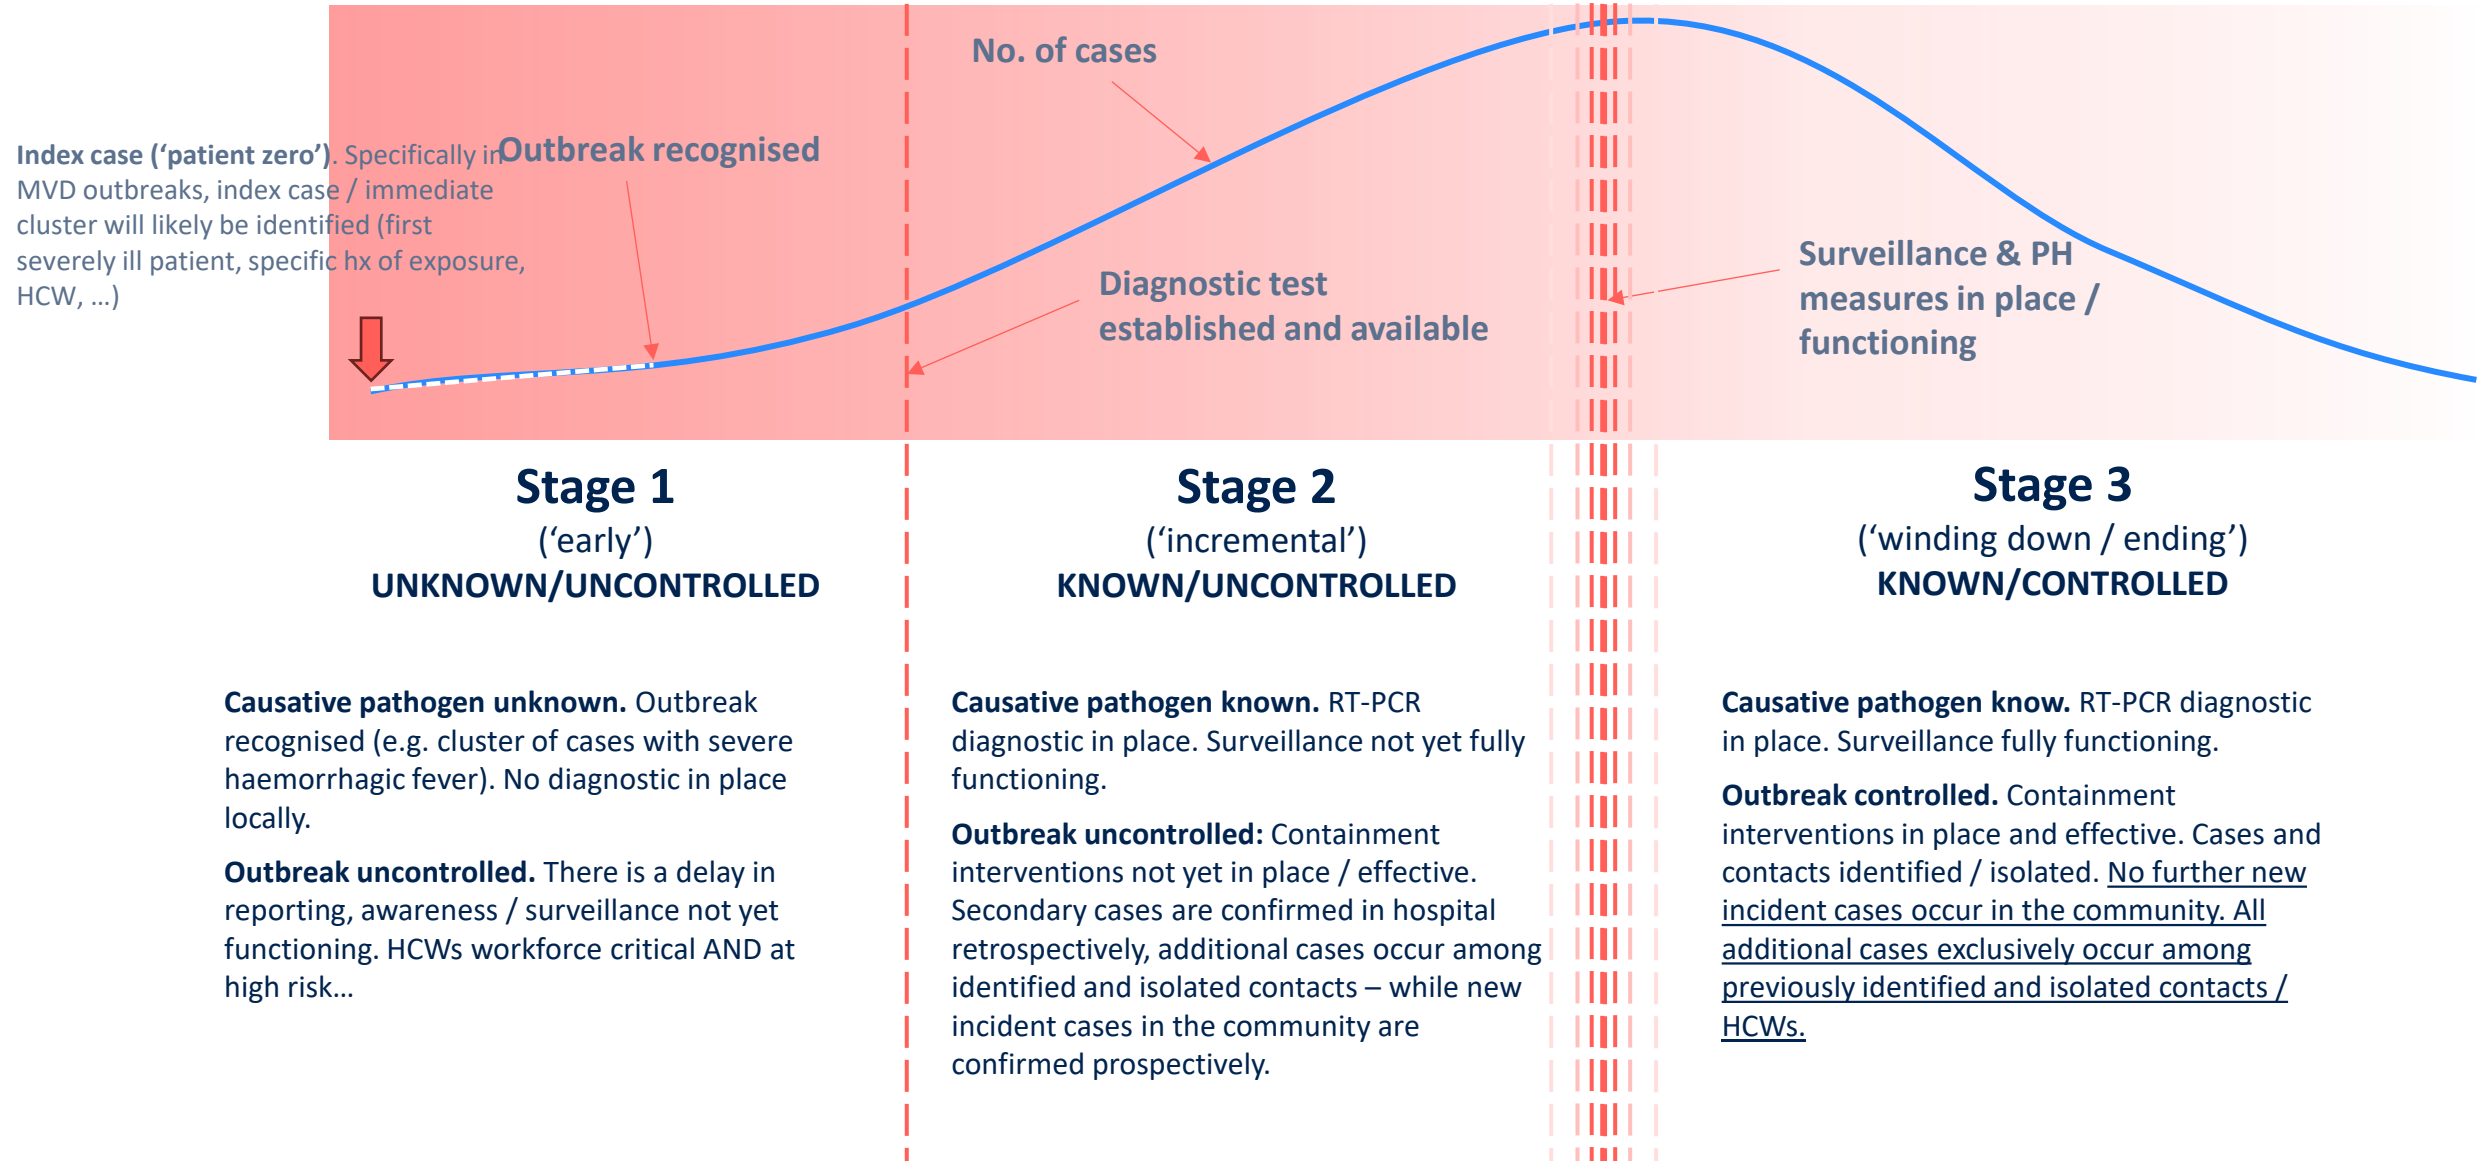 No. of cases
Index case (‘patient zero’). Specifically in
MVD outbreaks, index case / immediate
cluster will likely be identified (first
severely ill patient, specific hx of exposure,
HCW, …)
Outbreak recognised
Diagnostic test
established and available
Surveillance & PH
measures in place /
functioning
Stage 1
(‘early’)
UNKNOWN/UNCONTROLLED
Causative pathogen unknown. Outbreak
recognised (e.g. cluster of cases with severe
haemorrhagic fever). No diagnostic in place
locally.
Outbreak uncontrolled. There is a delay in
reporting, awareness / surveillance not yet
functioning. HCWs workforce critical AND at
high risk…
Stage 2
(‘incremental’)
KNOWN/UNCONTROLLED
Causative pathogen known. RT-PCR
diagnostic in place. Surveillance not yet fully
functioning.
Outbreak uncontrolled: Containment
interventions not yet in place / effective.
Secondary cases are confirmed in hospital
retrospectively, additional cases occur among
identified and isolated contacts – while new
incident cases in the community are
confirmed prospectively.
Stage 3
(‘winding down / ending’)
KNOWN/CONTROLLED
Causative pathogen know. RT-PCR diagnostic
in place. Surveillance fully functioning.
Outbreak controlled. Containment
interventions in place and effective. Cases and
contacts identified / isolated. No further new
incident cases occur in the community. All
additional cases exclusively occur among
previously identified and isolated contacts /
HCWs.